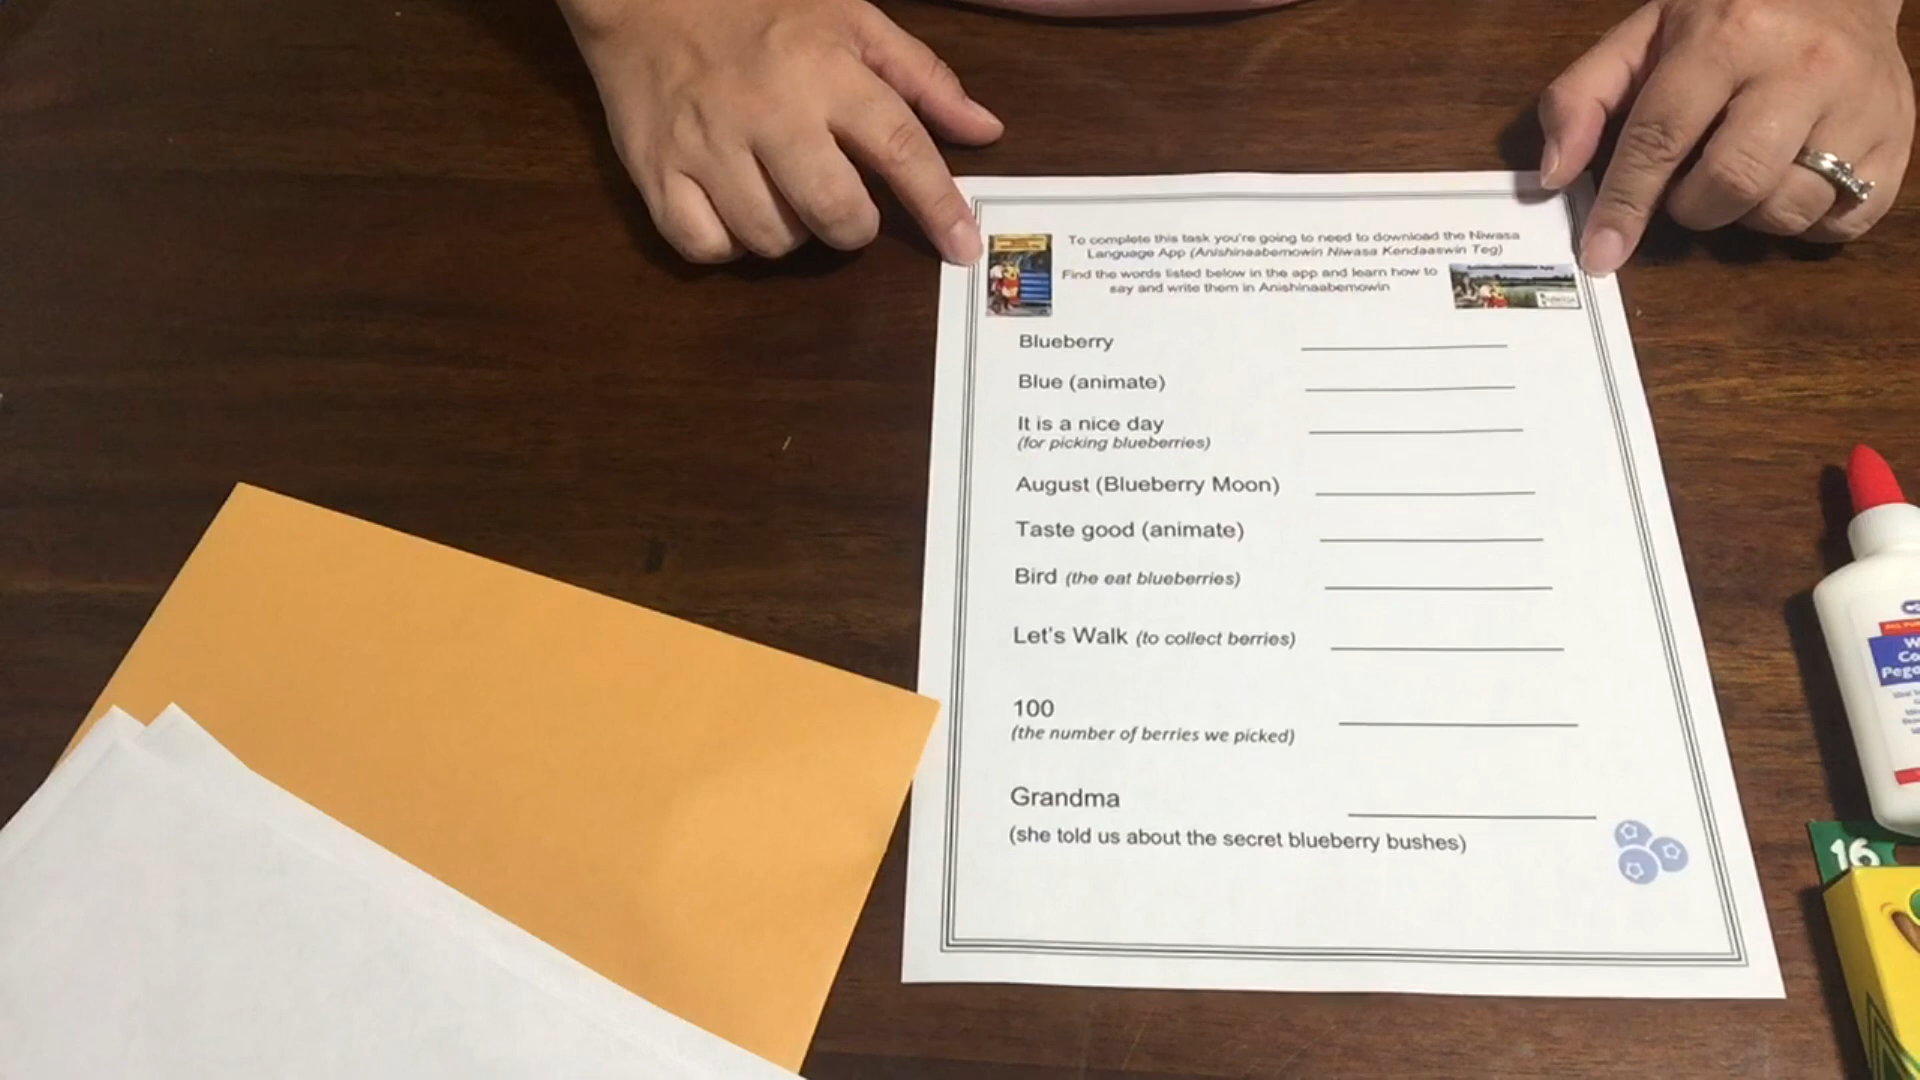 To complete this task you're going to need to download the Niwasa
Language App (Anishinaabemowin Niwasa Kendaaswin Teg)
Find the words listed below in the app and learn how to
say and write them in Anishinaabemowin
Blueberry
Blue (animate)
It is a nice day
(for picking blueberries)
August (Blueberry Moon)
Taste good (animate)
Bird (the eat blueberries)
Let's Walk (to collect berries)
100
(the number of berries we picked)
Grandma
(she told us about the secret blueberry bushes)
16